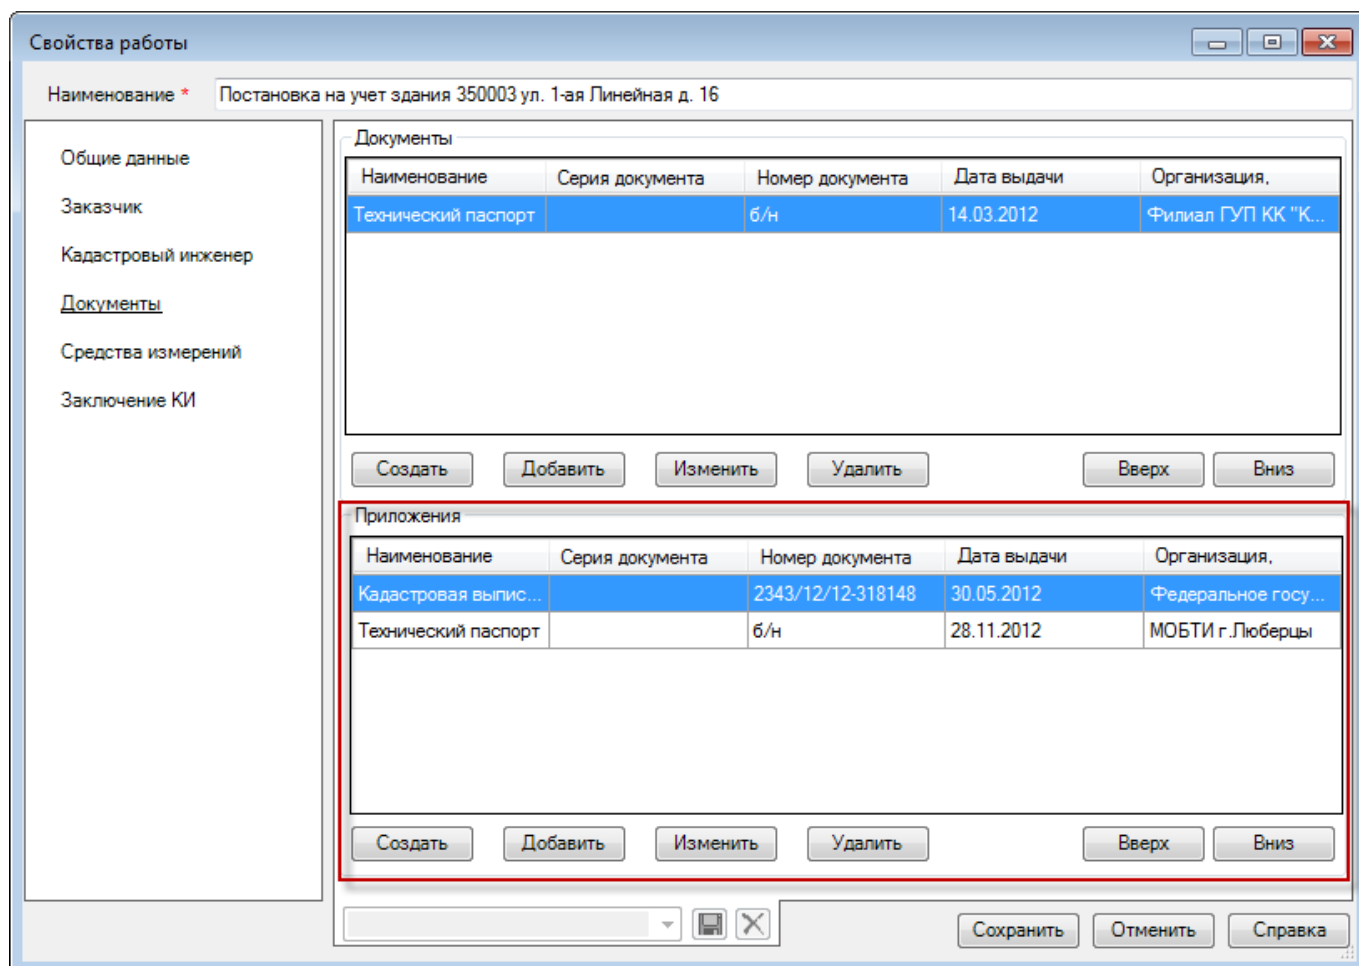 Свойства работы
Наименование * Постановка на учет здания 350003 ул. 1-ая Линейная д. 16
Общие данные
Заказчик
Кадастровый инженер
Документы
Средства измерений
Заключение КИ
Документы
Наименование Серия документа Номер документа Дата выдачи Организация,
Технический паспорт б/н 14.03.2012 Филиал ГУП КК "К...
Создать Добавить Изменить Удалить Вверх Вниз
Приложения
Наименование Серия документа Номер документа Дата выдачи Организация,
Кадастровая выпис... 2343/12/12-318148 30.05.2012 Федеральное госу...
Технический паспорт б/н 28.11.2012 МОБТИ г.Люберцы
Создать Добавить Изменить Удалить Вверх Вниз
Сохранить Отменить Справка